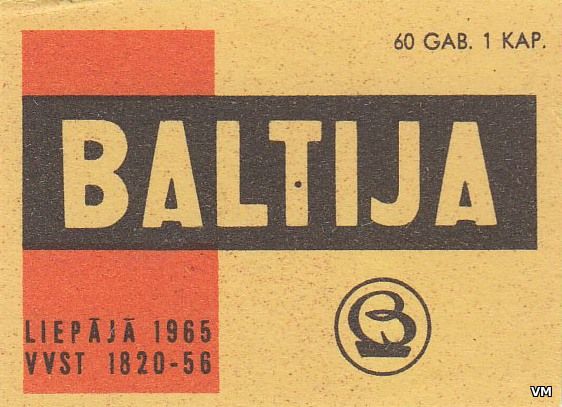 60 GAB. 1 KAP.
BALTIJA
LIEPĀJĀ 1965
VVST 1820-56
VM